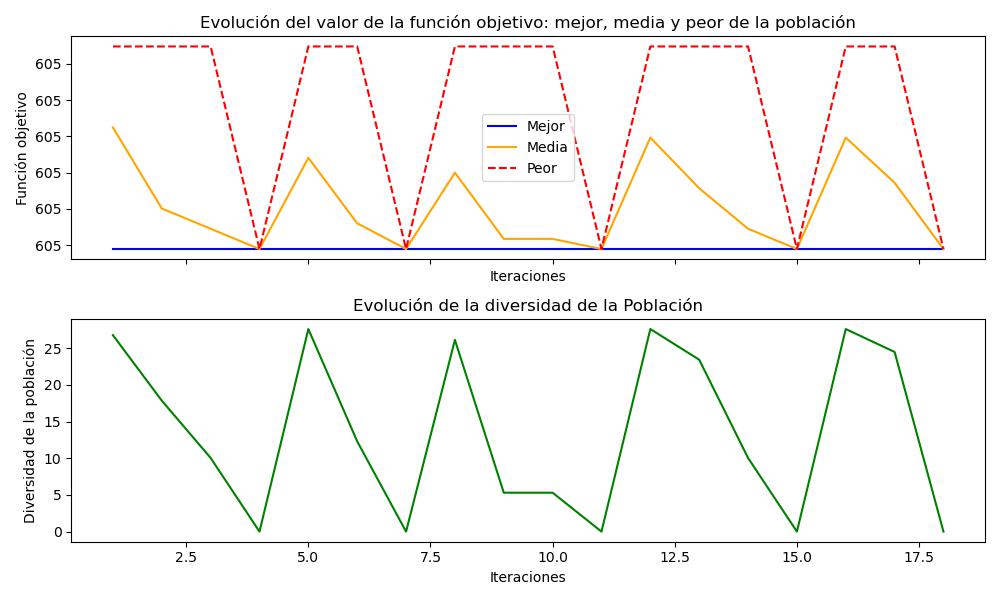 Evolución del valor de la función objetivo: mejor, media y peor de la población
605
605
605
605
605
605
Función objetivo
Mejor
Media
Peor
Iteraciones
Evolución de la diversidad de la Población
25
20
15
10
5
0
Diversidad de la población
2.5 5.0 7.5 10.0 12.5 15.0 17.5
Iteraciones